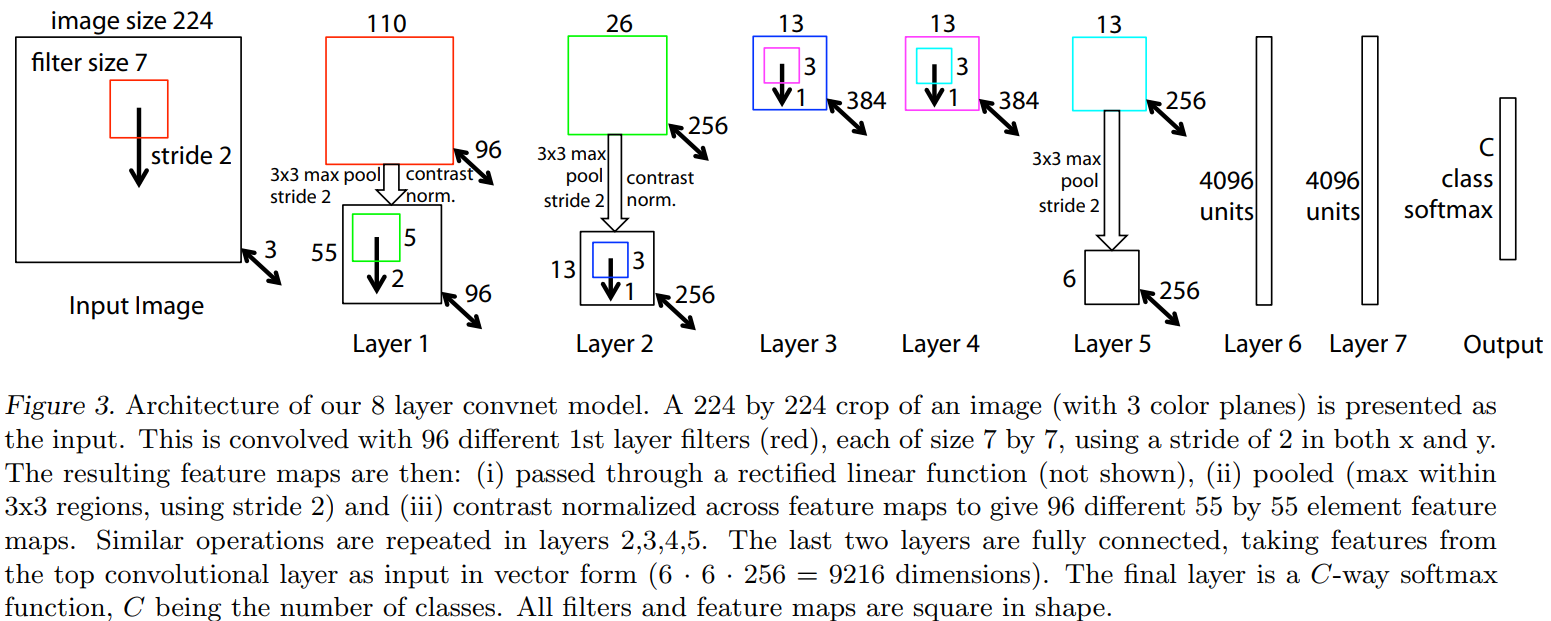 image size 224
110
26
13
13
13
filter size 7
3
1
3
1
stride 2
384
384
256
96
256
3x3 max pool
stride 2
contrast
norm.
3x3 max
pool
stride 2
contrast
norm.
3x3 max
pool
stride 2
4096
units
4096
units
C
class
softmax
3
55
5
2
96
13
3
1
256
6
256
Input Image
Layer 1
Layer 2
Layer 3
Layer 4
Layer 5
Layer 6
Layer 7
Output
Figure 3. Architecture of our 8 layer convnet model. A 224 by 224 crop of an image (with 3 color planes) is presented as
the input. This is convolved with 96 different 1st layer filters (red), each of size 7 by 7, using a stride of 2 in both x and y.
The resulting feature maps are then: (i) passed through a rectified linear function (not shown), (ii) pooled (max within
3x3 regions, using stride 2) and (iii) contrast normalized across feature maps to give 96 different 55 by 55 element feature
maps. Similar operations are repeated in layers 2,3,4,5. The last two layers are fully connected, taking features from
the top convolutional layer as input in vector form (6 · 6 · 256 = 9216 dimensions). The final layer is a C-way softmax
function, C being the number of classes. All filters and feature maps are square in shape.